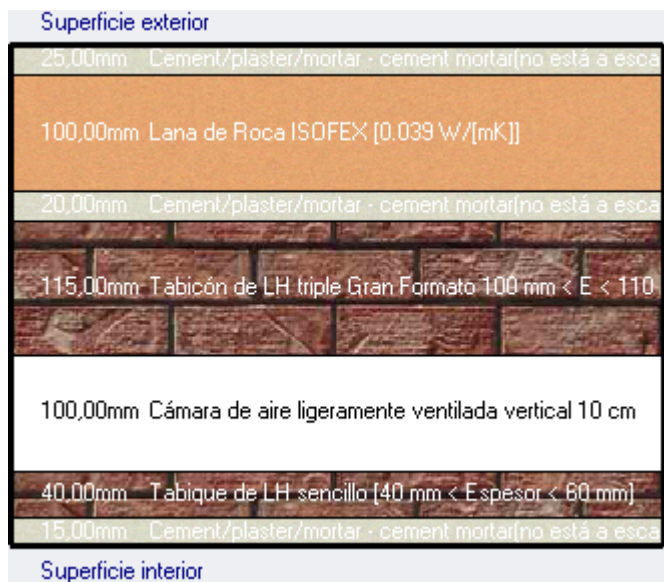 Superficie exterior
25,00mm Cement/plaster/mortar - cement mortar(no está a esca
100,00mm Lana de Roca ISOFEX [0.039 W/[mK]]
20,00mm Cement/plaster/mortar - cement mortar(no está a esca
115,00mm Tabicón de LH triple Gran Formato 100 mm < E < 110
100,00mm Cámara de aire ligeramente ventilada vertical 10 cm
40,00mm Tabique de LH sencillo [40 mm < Espesor < 60 mm]
15,00mm Cement/plaster/mortar - cement mortar(no está a esca
Superficie interior